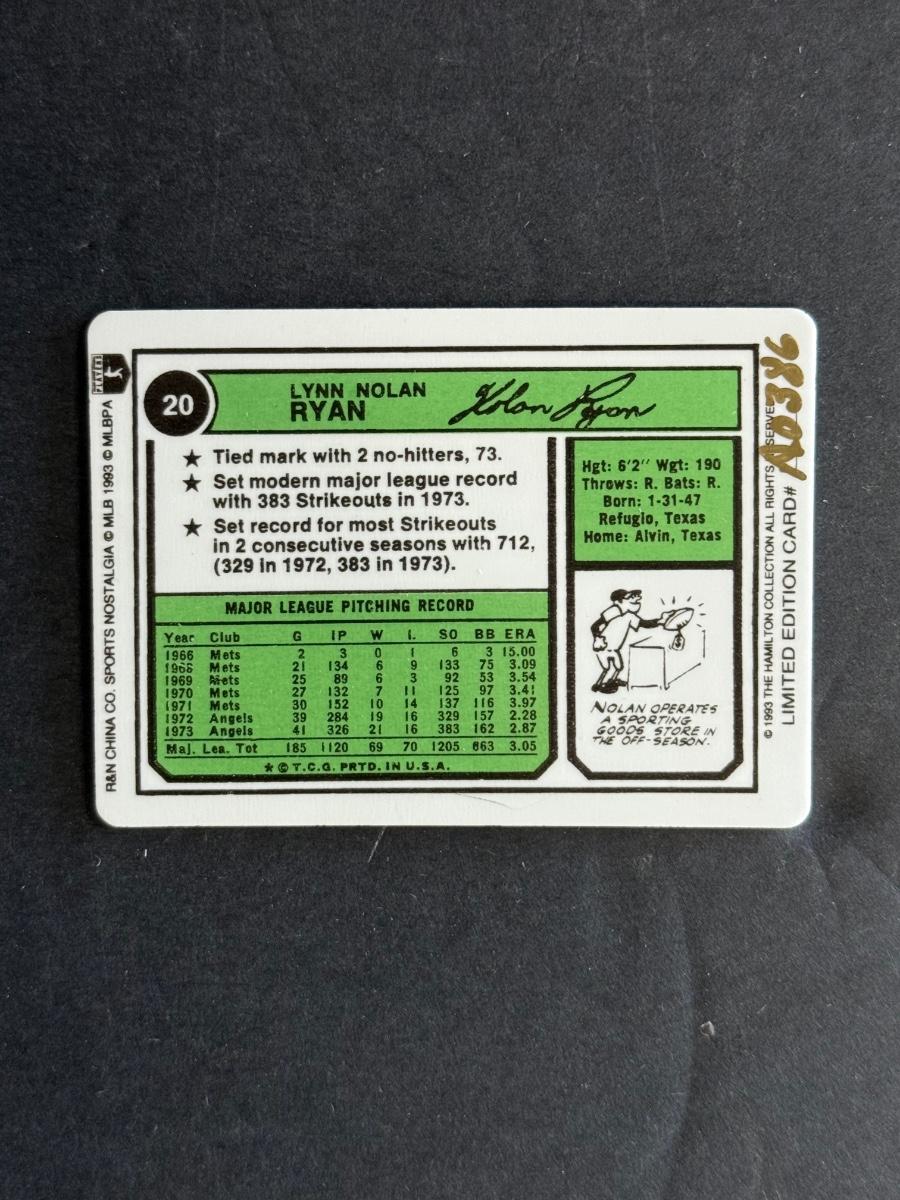 20
LYNN NOLAN
RYAN
Nolan Ryan
★ Tied mark with 2 no-hitters, 73.
★ Set modern major league record
with 383 Strikeouts in 1973.
★ Set record for most Strikeouts
in 2 consecutive seasons with 712,
(329 in 1972, 383 in 1973).
MAJOR LEAGUE PITCHING RECORD
Year Club G IP W L SO BB ERA
1966 Mets 2 3 0 1 6 3 15.00
1968 Mets 21 134 6 9 133 75 3.09
1969 Mets 25 89 6 3 92 53 3.54
1970 Mets 27 132 7 11 125 97 3.41
1971 Mets 30 152 10 14 137 116 3.97
1972 Angels 39 284 19 16 329 157 2.28
1973 Angels 41 326 21 16 383 162 2.87
Maj. Lea. Tot 185 1120 69 70 1205 663 3.05
★ © T.C.G. PRTD. IN U.S.A.
Hgt: 6'2" Wgt: 190
Throws: R. Bats: R.
Born: 1-31-47
Refugio, Texas
Home: Alvin, Texas
NOLAN OPERATES
A SPORTING
GOODS STORE IN
THE OFF-SEASON.
PLAYERS
R&N CHINA CO. SPORTS NOSTALGIA © MLB 1993 © MLBPA
© 1993 THE HAMILTON COLLECTION ALL RIGHTS RESERVED
LIMITED EDITION CARD# A0386